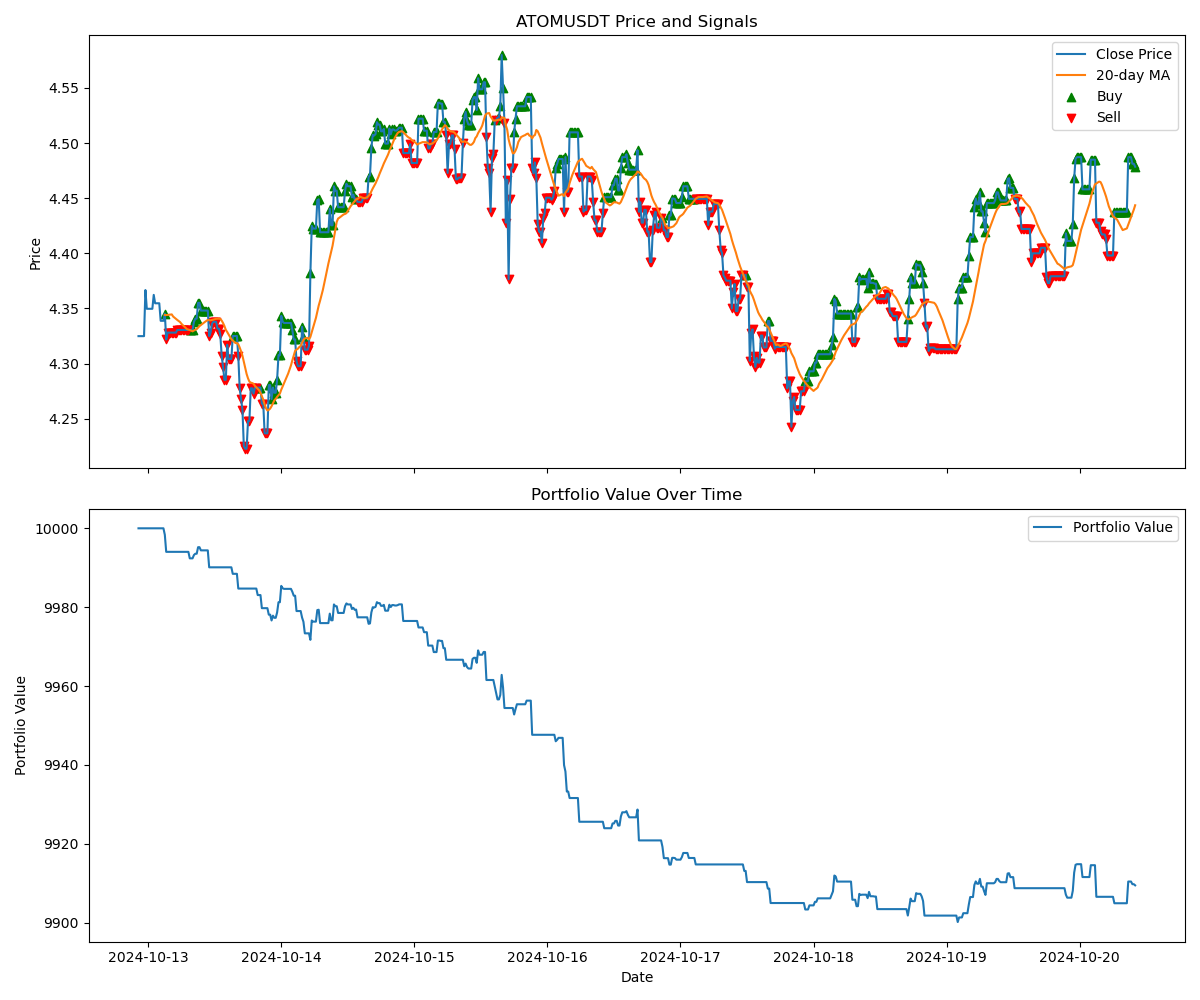 ATOMUSDT Price and Signals
Close Price
20-day MA
Buy
Sell
Price
4.55
4.50
4.45
4.40
4.35
4.30
4.25
Portfolio Value Over Time
Portfolio Value
Portfolio Value
10000
9980
9960
9940
9920
9900
2024-10-13
2024-10-14
2024-10-15
2024-10-16
2024-10-17
2024-10-18
2024-10-19
2024-10-20
Date